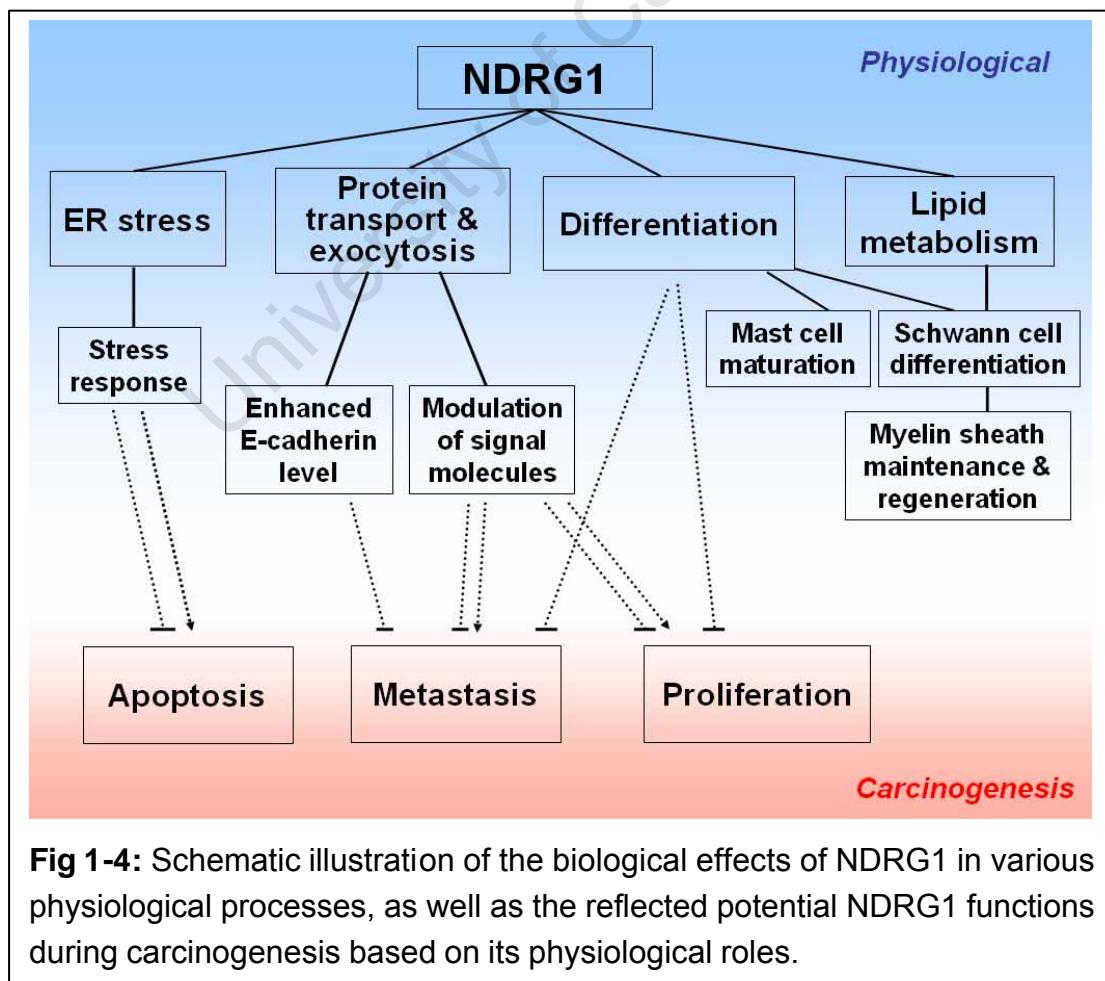 Physiological
NDRG1
ER stress
Protein
transport &
exocytosis
Differentiation
Lipid
metabolism
Stress
response
Enhanced
E-cadherin
level
Modulation
of signal
molecules
Mast cell
maturation
Schwann cell
differentiation
Myelin sheath
maintenance &
regeneration
Apoptosis
Metastasis
Proliferation
Carcinogenesis
University of Ca
Fig 1-4: Schematic illustration of the biological effects of NDRG1 in various
physiological processes, as well as the reflected potential NDRG1 functions
during carcinogenesis based on its physiological roles.